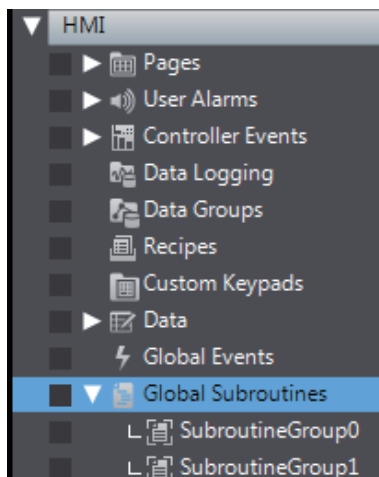 HMI
Pages
User Alarms
Controller Events
Data Logging
Data Groups
Recipes
Custom Keypads
Data
Global Events
Global Subroutines
SubroutineGroup0
SubroutineGroup1